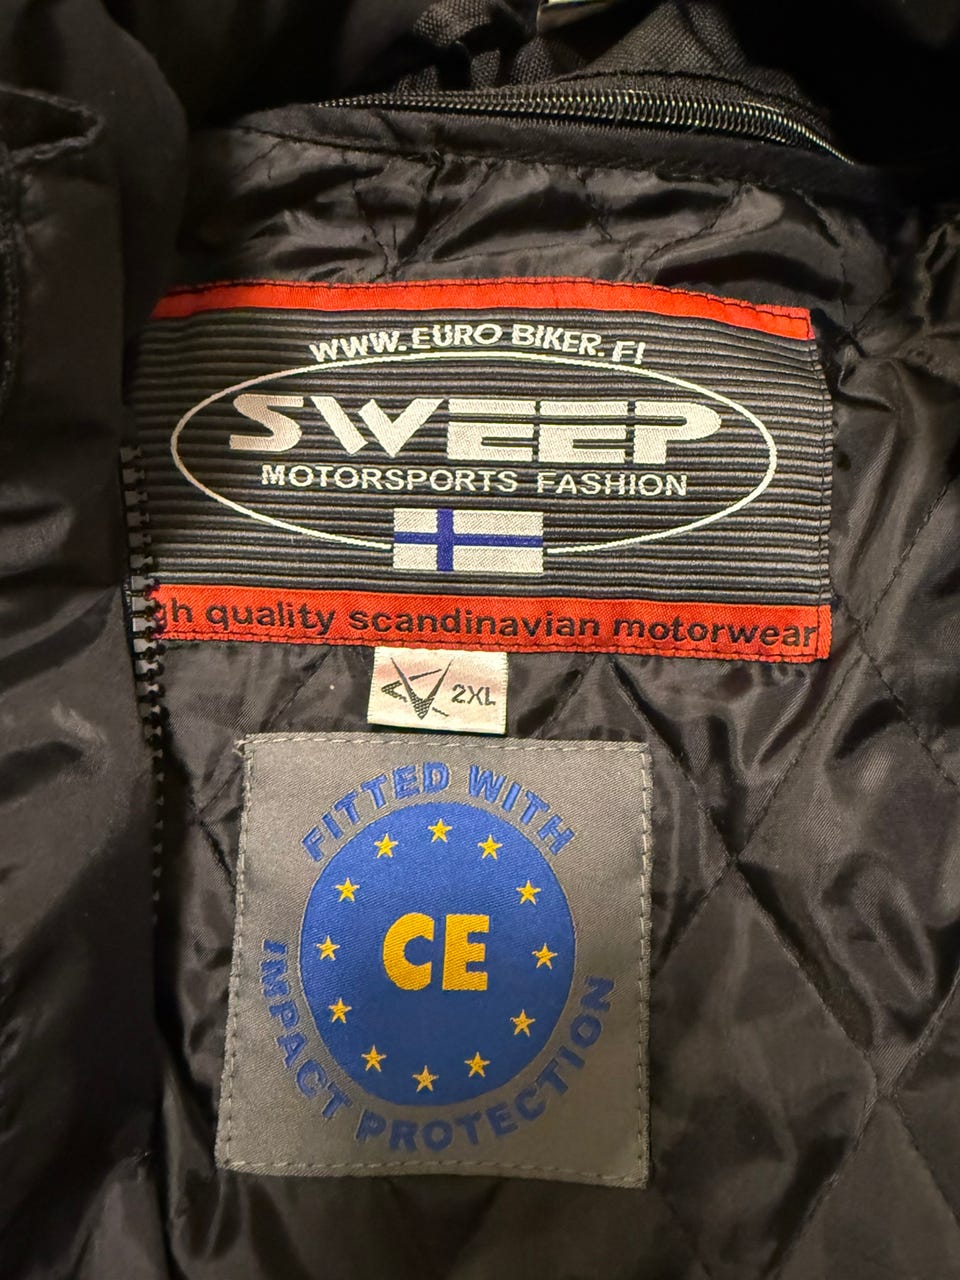 WWW.EURO BIKER.FI
SWEEP
MOTORSPORTS FASHION
gh quality scandinavian motorwear
2XL
FITTED WITH
CE
IMPACT PROTECTION